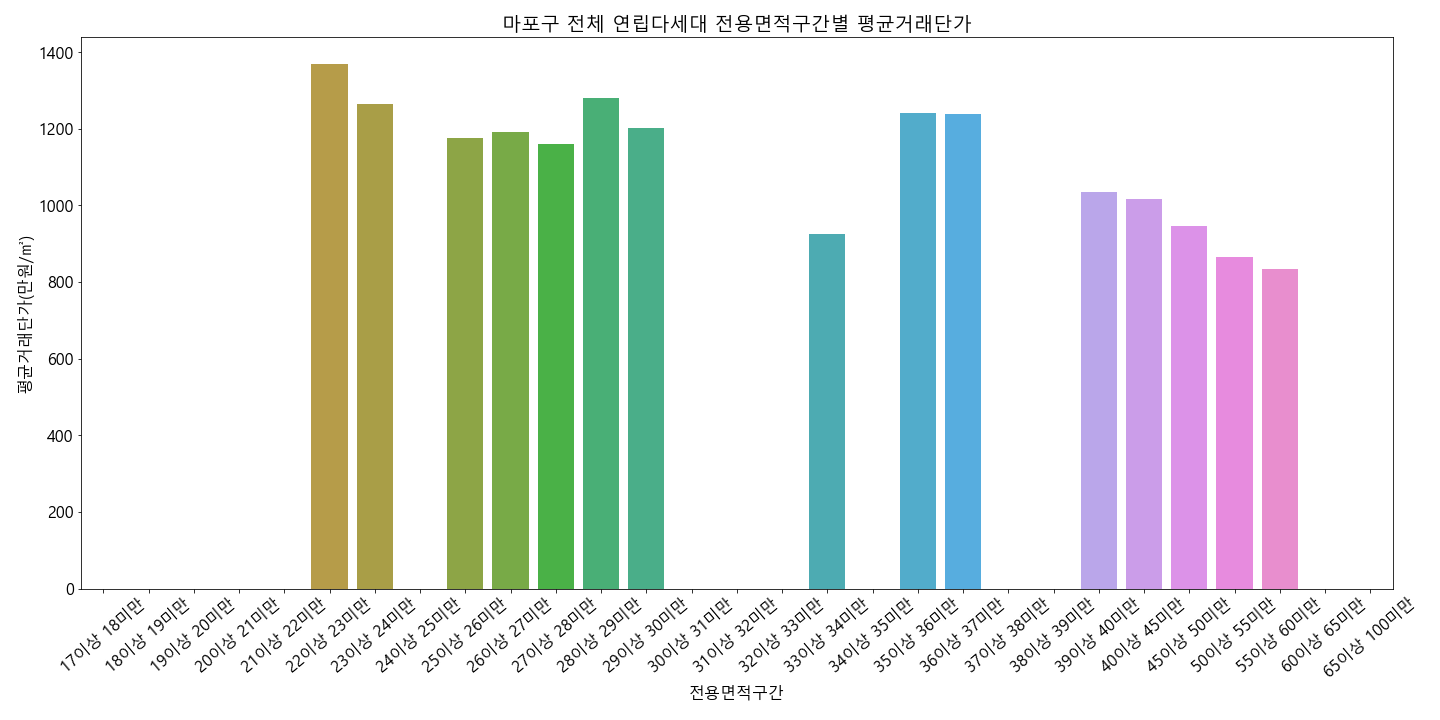 마포구 전체 연립다세대 전용면적구간별 평균거래단가
평균거래단가(만원/㎡)
1400
1200
1000
800
600
400
200
0
17이상 18미만
18이상 19미만
19이상 20미만
20이상 21미만
21이상 22미만
22이상 23미만
23이상 24미만
24이상 25미만
25이상 26미만
26이상 27미만
27이상 28미만
28이상 29미만
29이상 30미만
30이상 31미만
31이상 32미만
32이상 33미만
33이상 34미만
34이상 35미만
35이상 36미만
36이상 37미만
37이상 38미만
38이상 39미만
39이상 40미만
40이상 45미만
45이상 50미만
50이상 55미만
55이상 60미만
60이상 65미만
65이상 100미만
전용면적구간